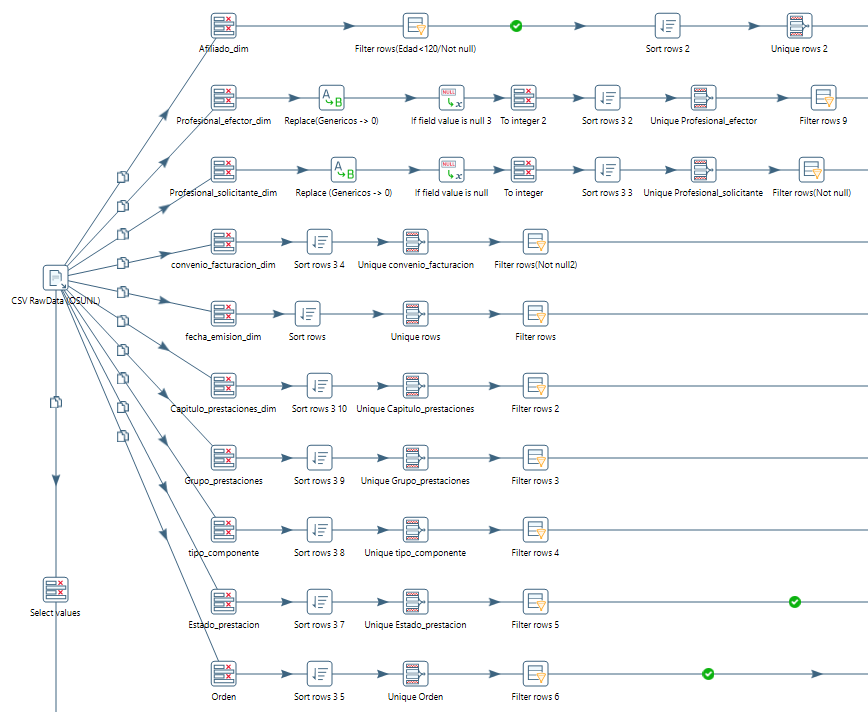 Afiliado_dim
Filter rows(Edad<120/Not null)
Sort rows 2
Unique rows 2
Profesional_efector_dim
A
B
Replace(Genericos -> 0)
NULL
x
If field value is null 3
To integer 2
Sort rows 3 2
Unique Profesional_efector
Filter rows 9
Profesional_solicitante_dim
A
B
Replace (Genericos -> 0)
NULL
x
If field value is null
To integer
Sort rows 3 3
Unique Profesional_solicitante
Filter rows(Not null)
CSV RawData (OSUNL)
convenio_facturacion_dim
Sort rows 3 4
Unique convenio_facturacion
Filter rows(Not null2)
fecha_emision_dim
Sort rows
Unique rows
Filter rows
Capitulo_prestaciones_dim
Sort rows 3 10
Unique Capitulo_prestaciones
Filter rows 2
Grupo_prestaciones
Sort rows 3 9
Unique Grupo_prestaciones
Filter rows 3
tipo_componente
Sort rows 3 8
Unique tipo_componente
Filter rows 4
Select values
Estado_prestacion
Sort rows 3 7
Unique Estado_prestacion
Filter rows 5
Orden
Sort rows 3 5
Unique Orden
Filter rows 6